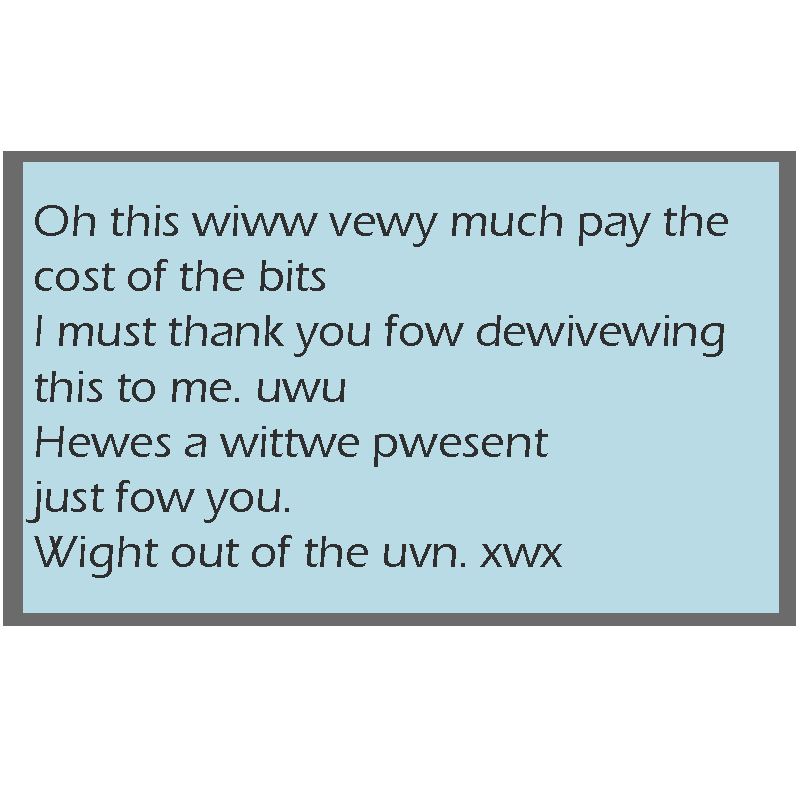 Oh this wiww vewy much pay the
cost of the bits
I must thank you fow dewivewing
this to me. uwu
Hewes a wittwe pwesent
just fow you.
Wight out of the uvn. xwx